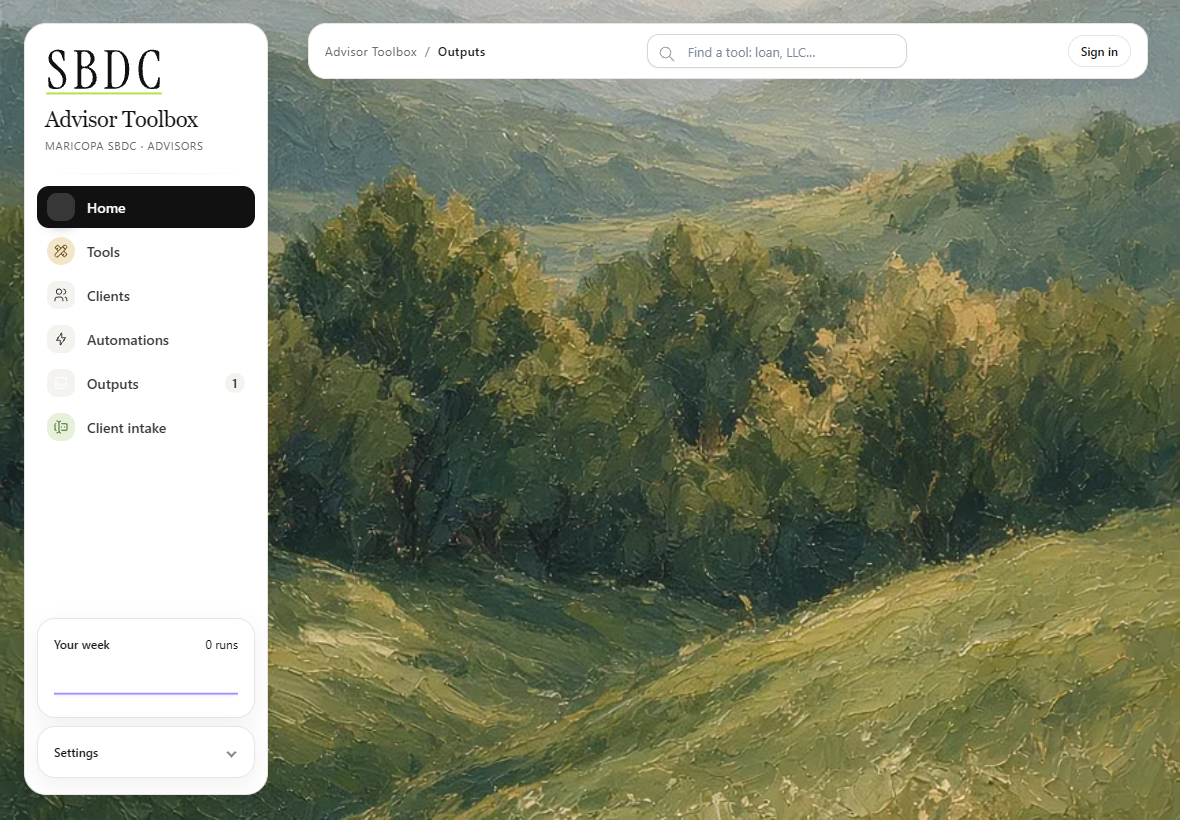 SBDC
Advisor Toolbox
MARICOPA SBDC · ADVISORS
Home
Tools
Clients
Automations
Outputs 1
Client intake
Your week 0 runs
Settings
Advisor Toolbox / Outputs
Find a tool: loan, LLC...
Sign in